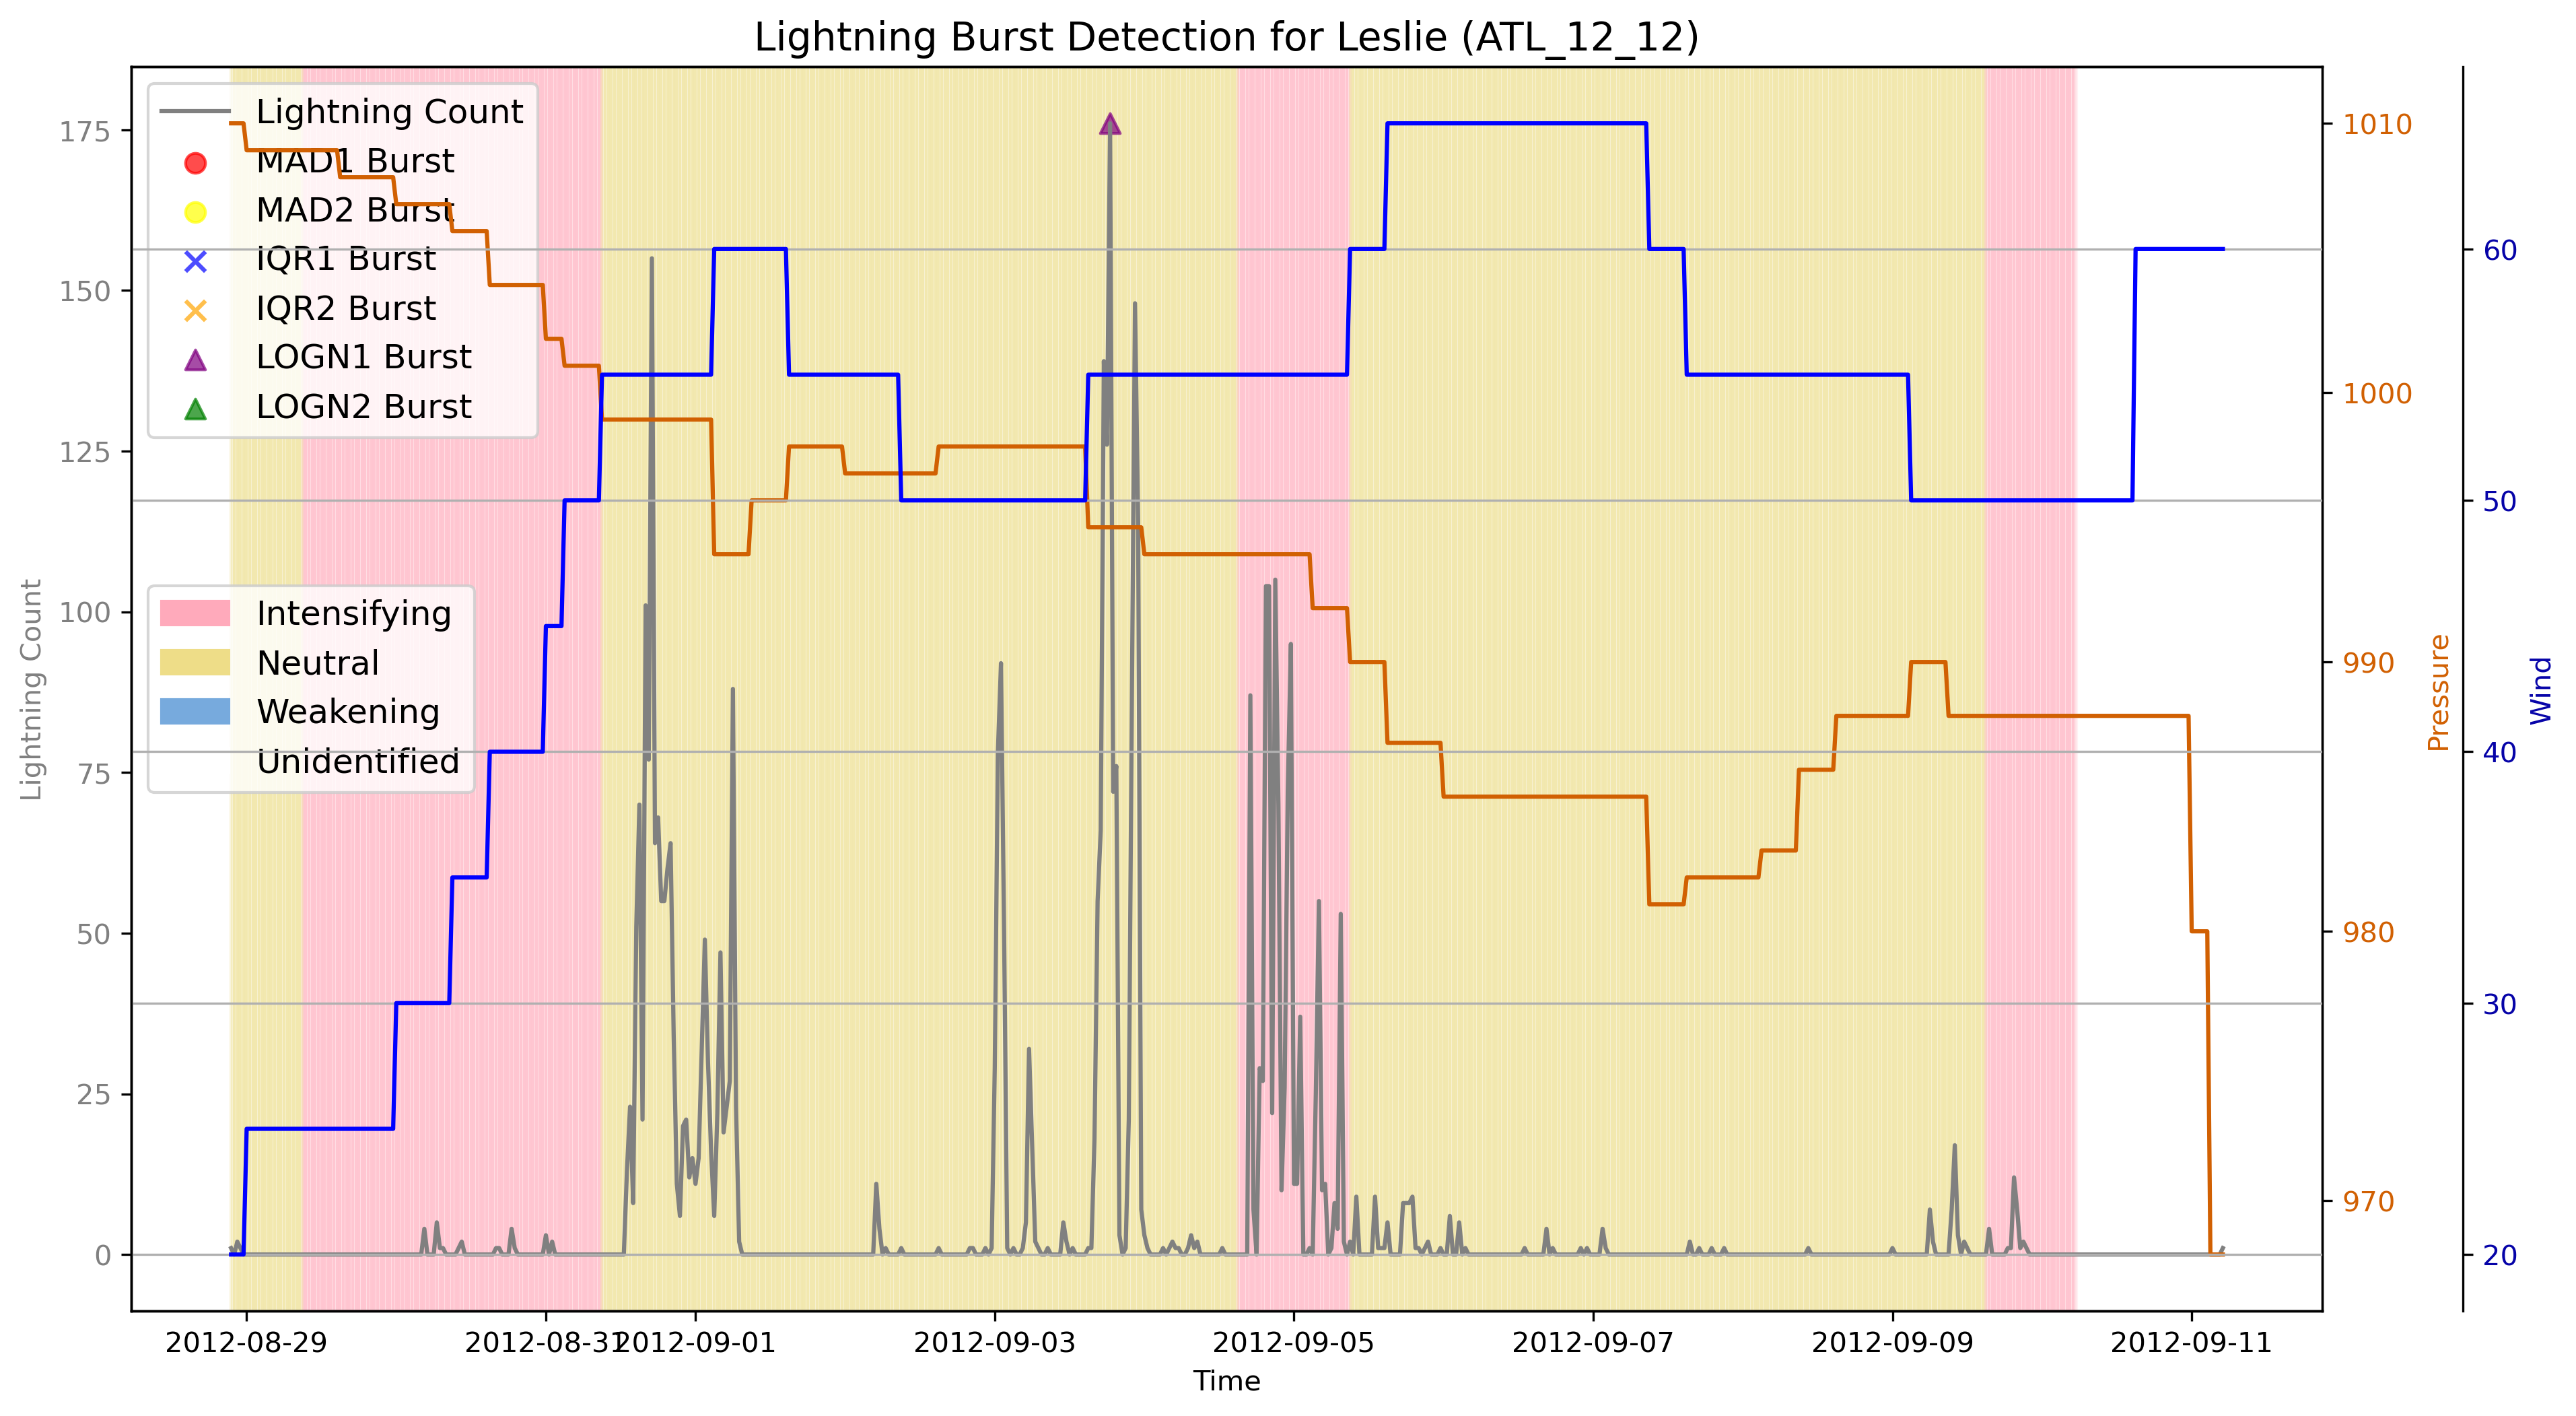 Lightning Burst Detection for Leslie (ATL_12_12)
Lightning Count
MAD1 Burst
MAD2 Burst
IQR1 Burst
IQR2 Burst
LOGN1 Burst
LOGN2 Burst
Intensifying
Neutral
Weakening
Unidentified
Lightning Count
175
150
125
100
75
50
25
0
1010
1000
990
980
970
Pressure
60
50
40
30
20
Wind
2012-08-29
2012-08-31
2012-09-01
2012-09-03
2012-09-05
2012-09-07
2012-09-09
2012-09-11
Time